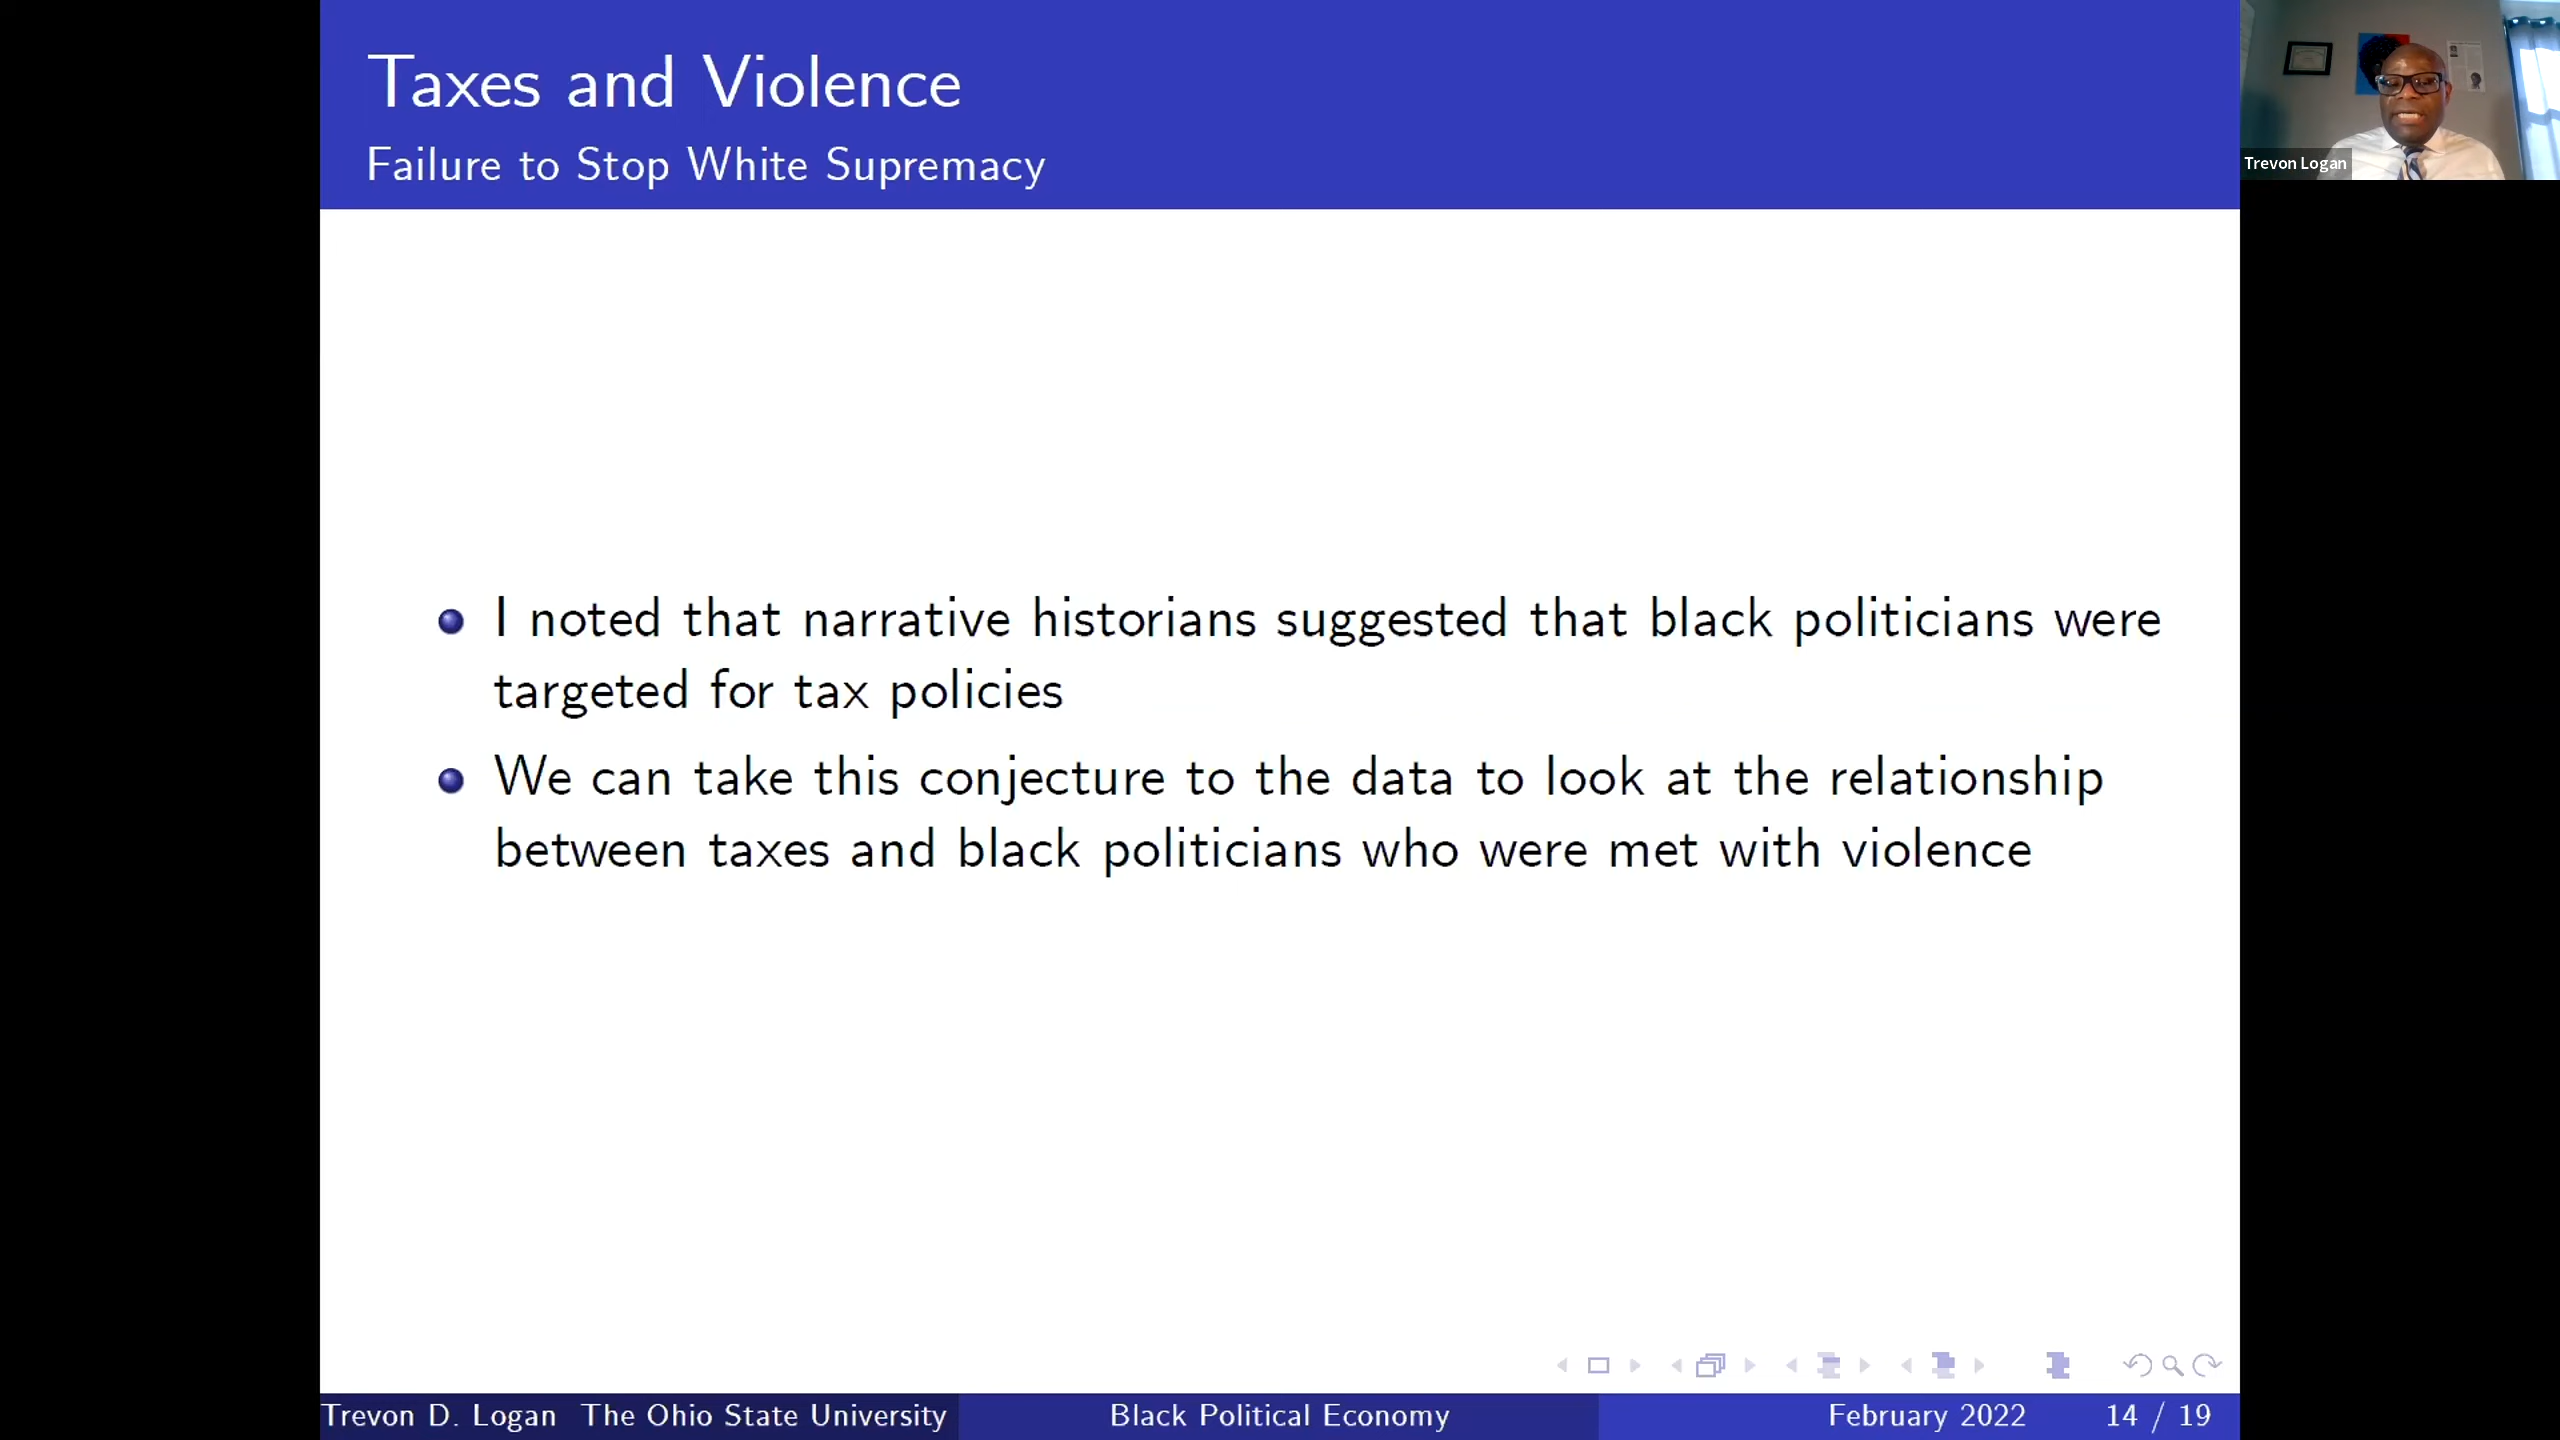 Taxes and Violence
Failure to Stop White Supremacy
Trevon Logan
I noted that narrative historians suggested that black politicians were
targeted for tax policies
We can take this conjecture to the data to look at the relationship
between taxes and black politicians who were met with violence
Trevon D. Logan The Ohio State University
Black Political Economy
February 2022
14 / 19